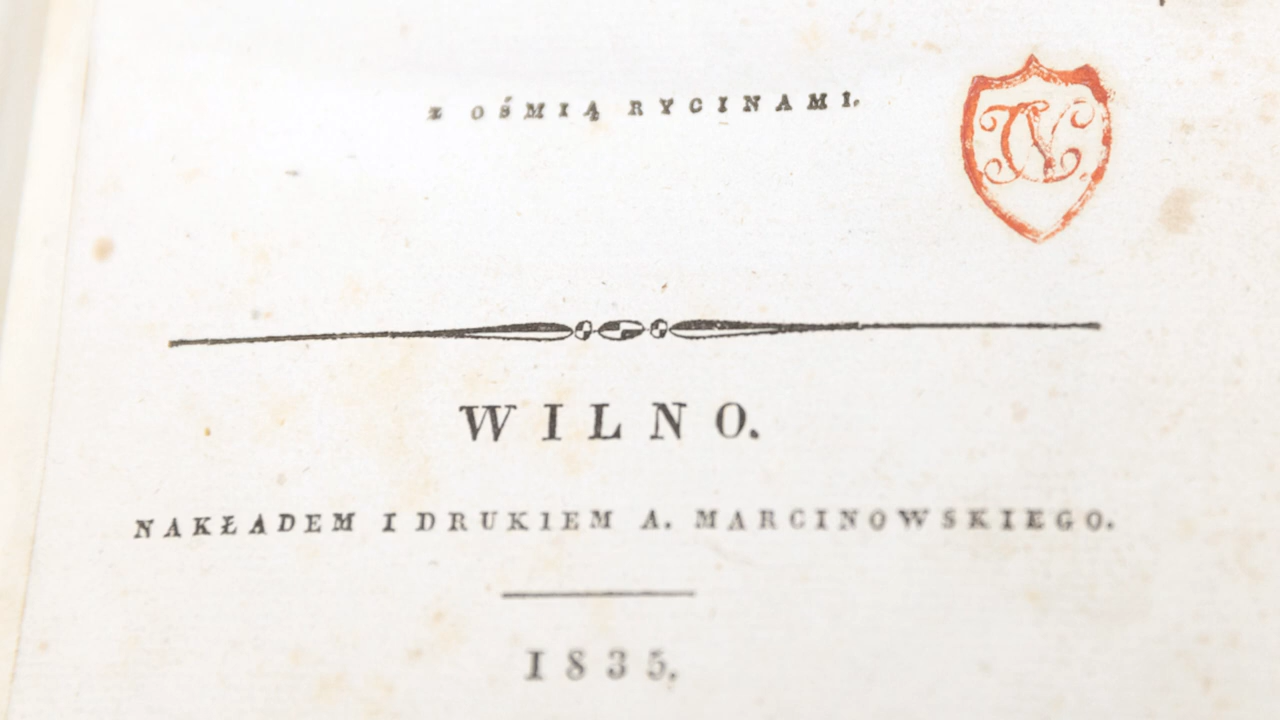 Z OŚMIĄ RYCINAMI.
WILNO.
NAKŁADEM I DRUKIEM A. MARCINOWSKIEGO.
1835.